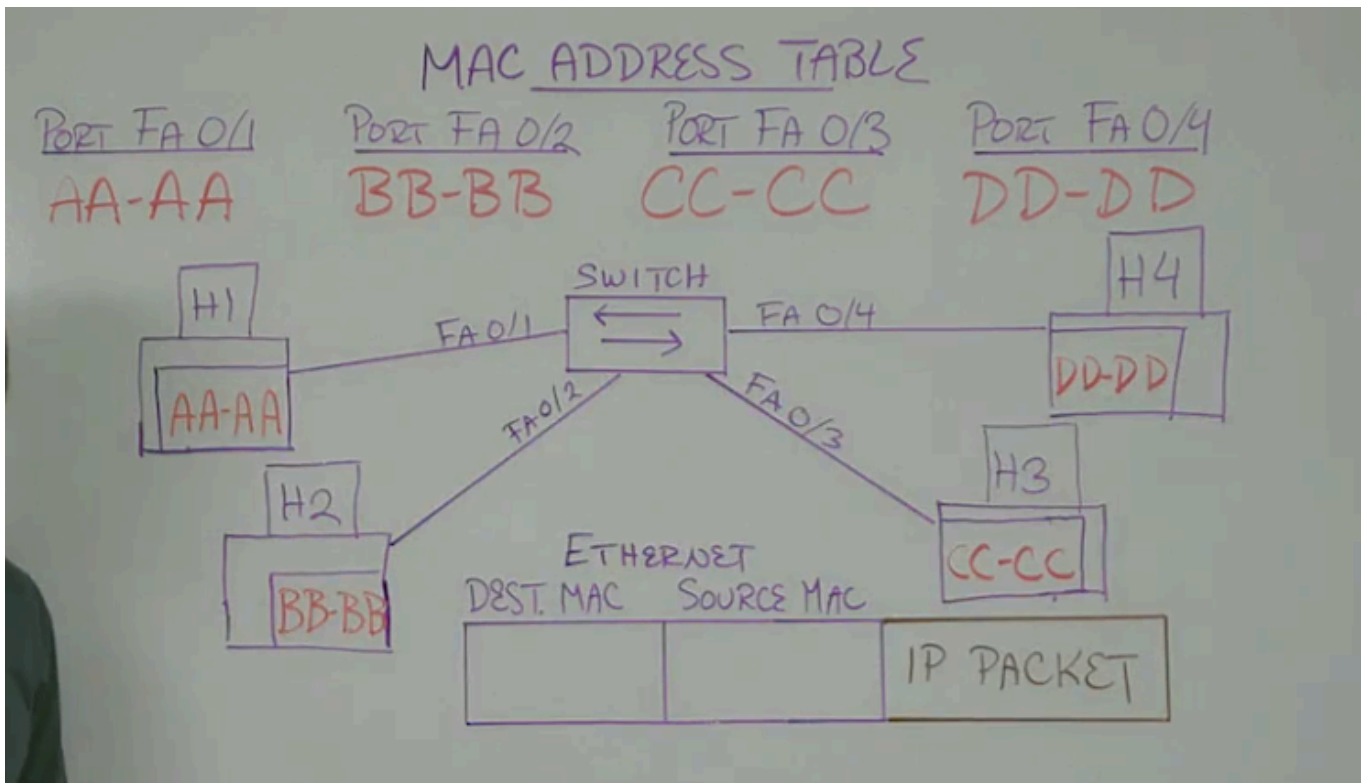 MAC ADDRESS TABLE
PORT FA 0/1 PORT FA 0/2 PORT FA 0/3 PORT FA 0/4
AA-AA BB-BB CC-CC DD-DD
SWITCH
H1
H4
FA 0/1
FA 0/4
AA-AA
DD-DD
FA 0/2
FA 0/3
H2
H3
BB-BB
CC-CC
ETHERNET
DEST. MAC SOURCE MAC
IP PACKET